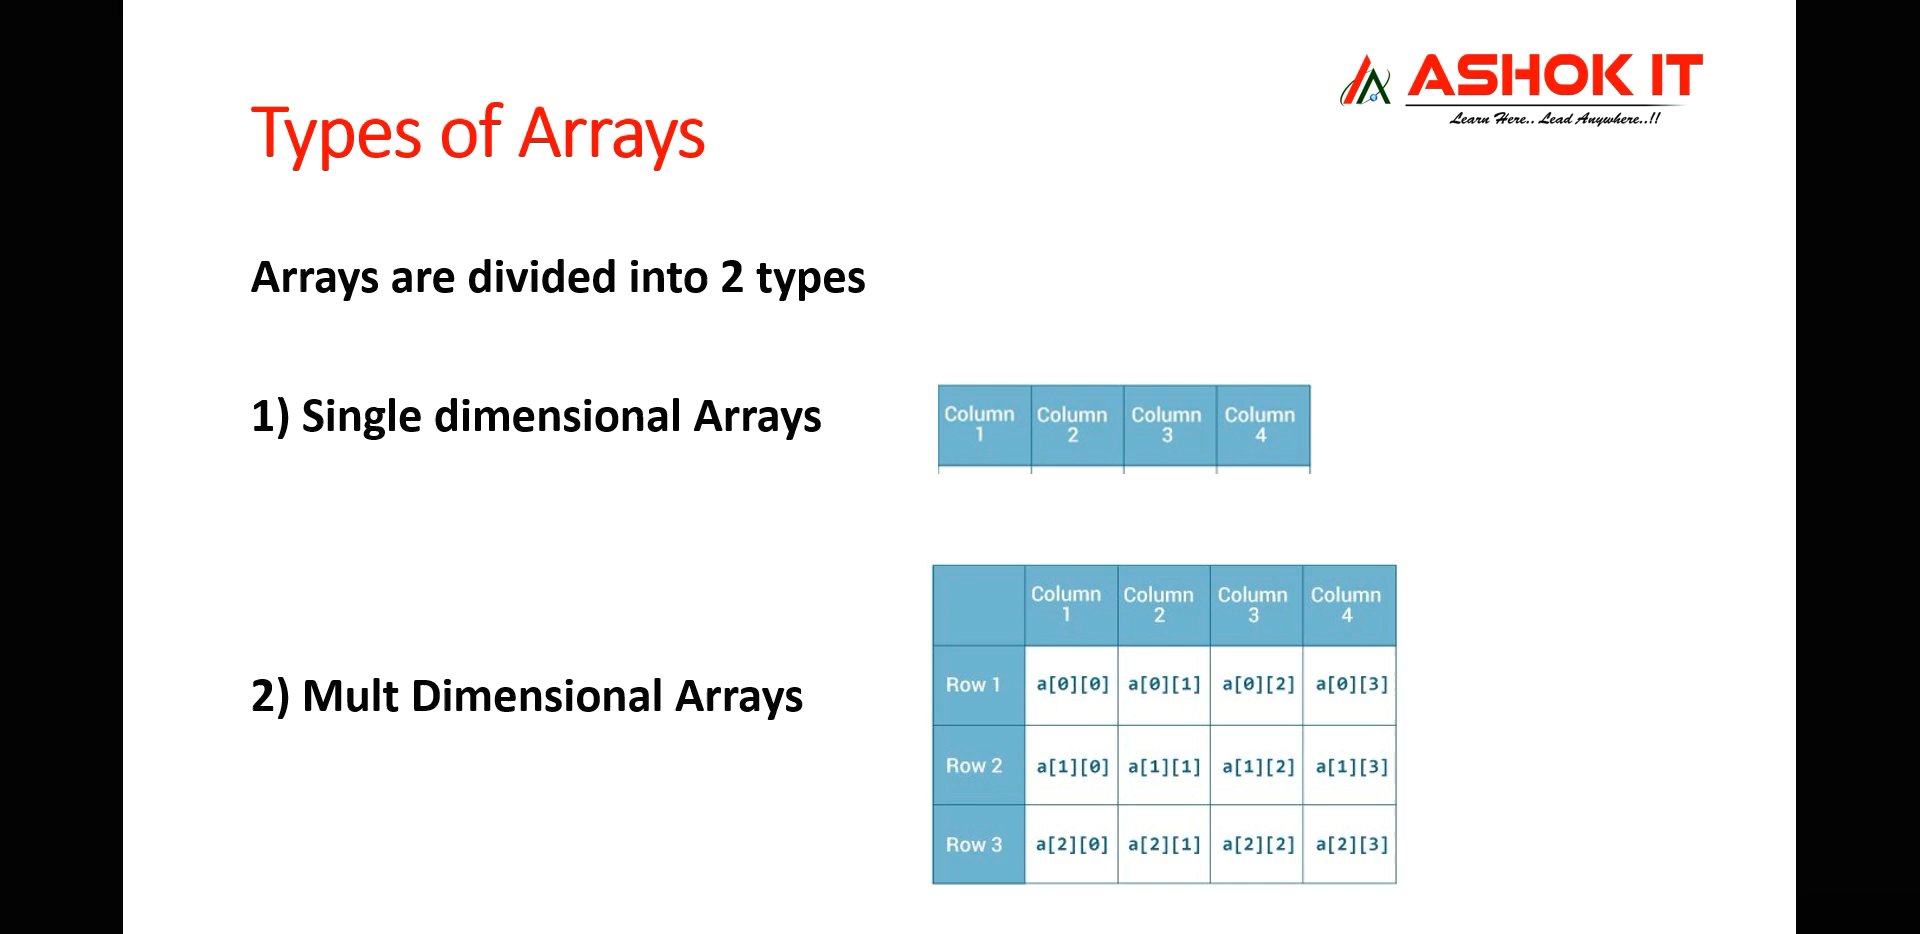 ASHOK IT
Learn Here.. Lead Anywhere..!!
Types of Arrays
Arrays are divided into 2 types
1) Single dimensional Arrays
Column 1 Column 2 Column 3 Column 4
2) Mult Dimensional Arrays
Column 1 Column 2 Column 3 Column 4
Row 1 a[0][0] a[0][1] a[0][2] a[0][3]
Row 2 a[1][0] a[1][1] a[1][2] a[1][3]
Row 3 a[2][0] a[2][1] a[2][2] a[2][3]